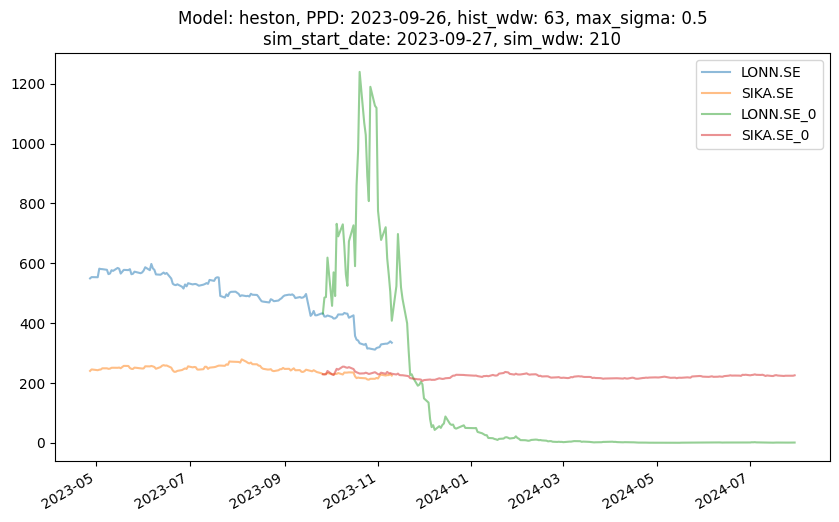 Model: heston, PPD: 2023-09-26, hist_wdw: 63, max_sigma: 0.5
sim_start_date: 2023-09-27, sim_wdw: 210
LONN.SE
SIKA.SE
LONN.SE_0
SIKA.SE_0
1200
1000
800
600
400
200
0
2023-05
2023-07
2023-09
2023-11
2024-01
2024-03
2024-05
2024-07